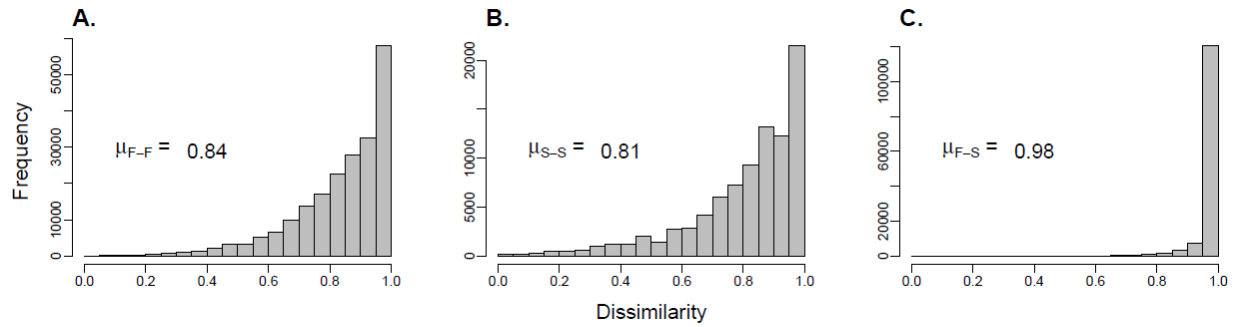 A.
Frequency
0
10000
30000
50000
μF–F = 0.84
0.0 0.2 0.4 0.6 0.8 1.0
B.
0
5000
10000
20000
μS–S = 0.81
0.0 0.2 0.4 0.6 0.8 1.0
Dissimilarity
C.
0
20000
60000
100000
μF–S = 0.98
0.0 0.2 0.4 0.6 0.8 1.0